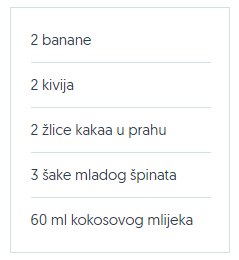 2 banane
2 kivija
2 žlice kakaa u prahu
3 šake mladog špinata
60 ml kokosovog mlijeka